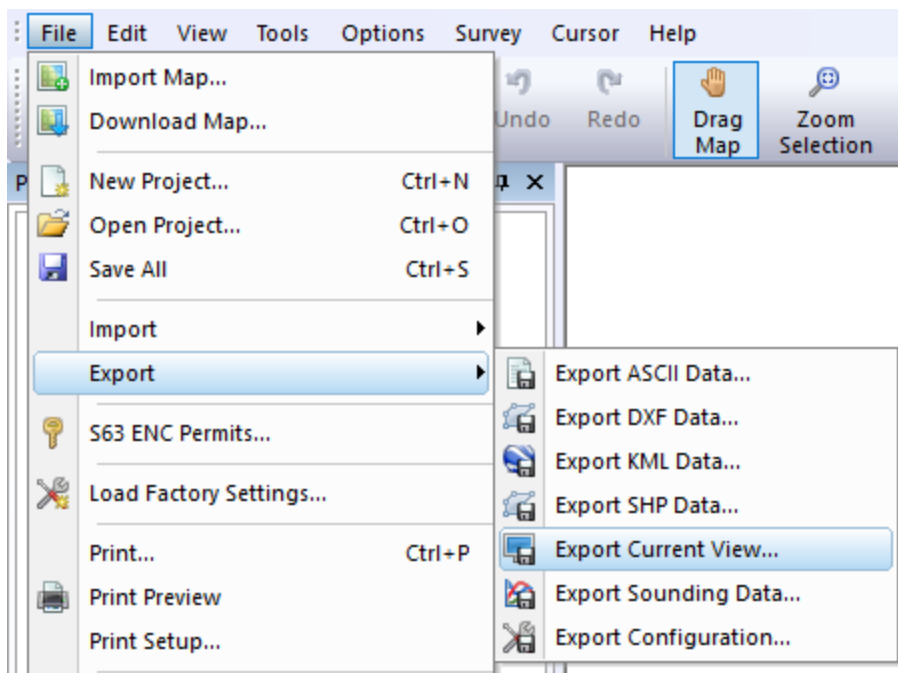 File Edit View Tools Options Survey Cursor Help
Import Map...
Download Map...
Undo Redo Drag Map Zoom Selection
New Project... Ctrl+N
Open Project... Ctrl+O
Save All Ctrl+S
Import
Export
Export ASCII Data...
Export DXF Data...
S63 ENC Permits...
Export KML Data...
Load Factory Settings...
Export SHP Data...
Print... Ctrl+P
Export Current View...
Print Preview
Export Sounding Data...
Print Setup...
Export Configuration...